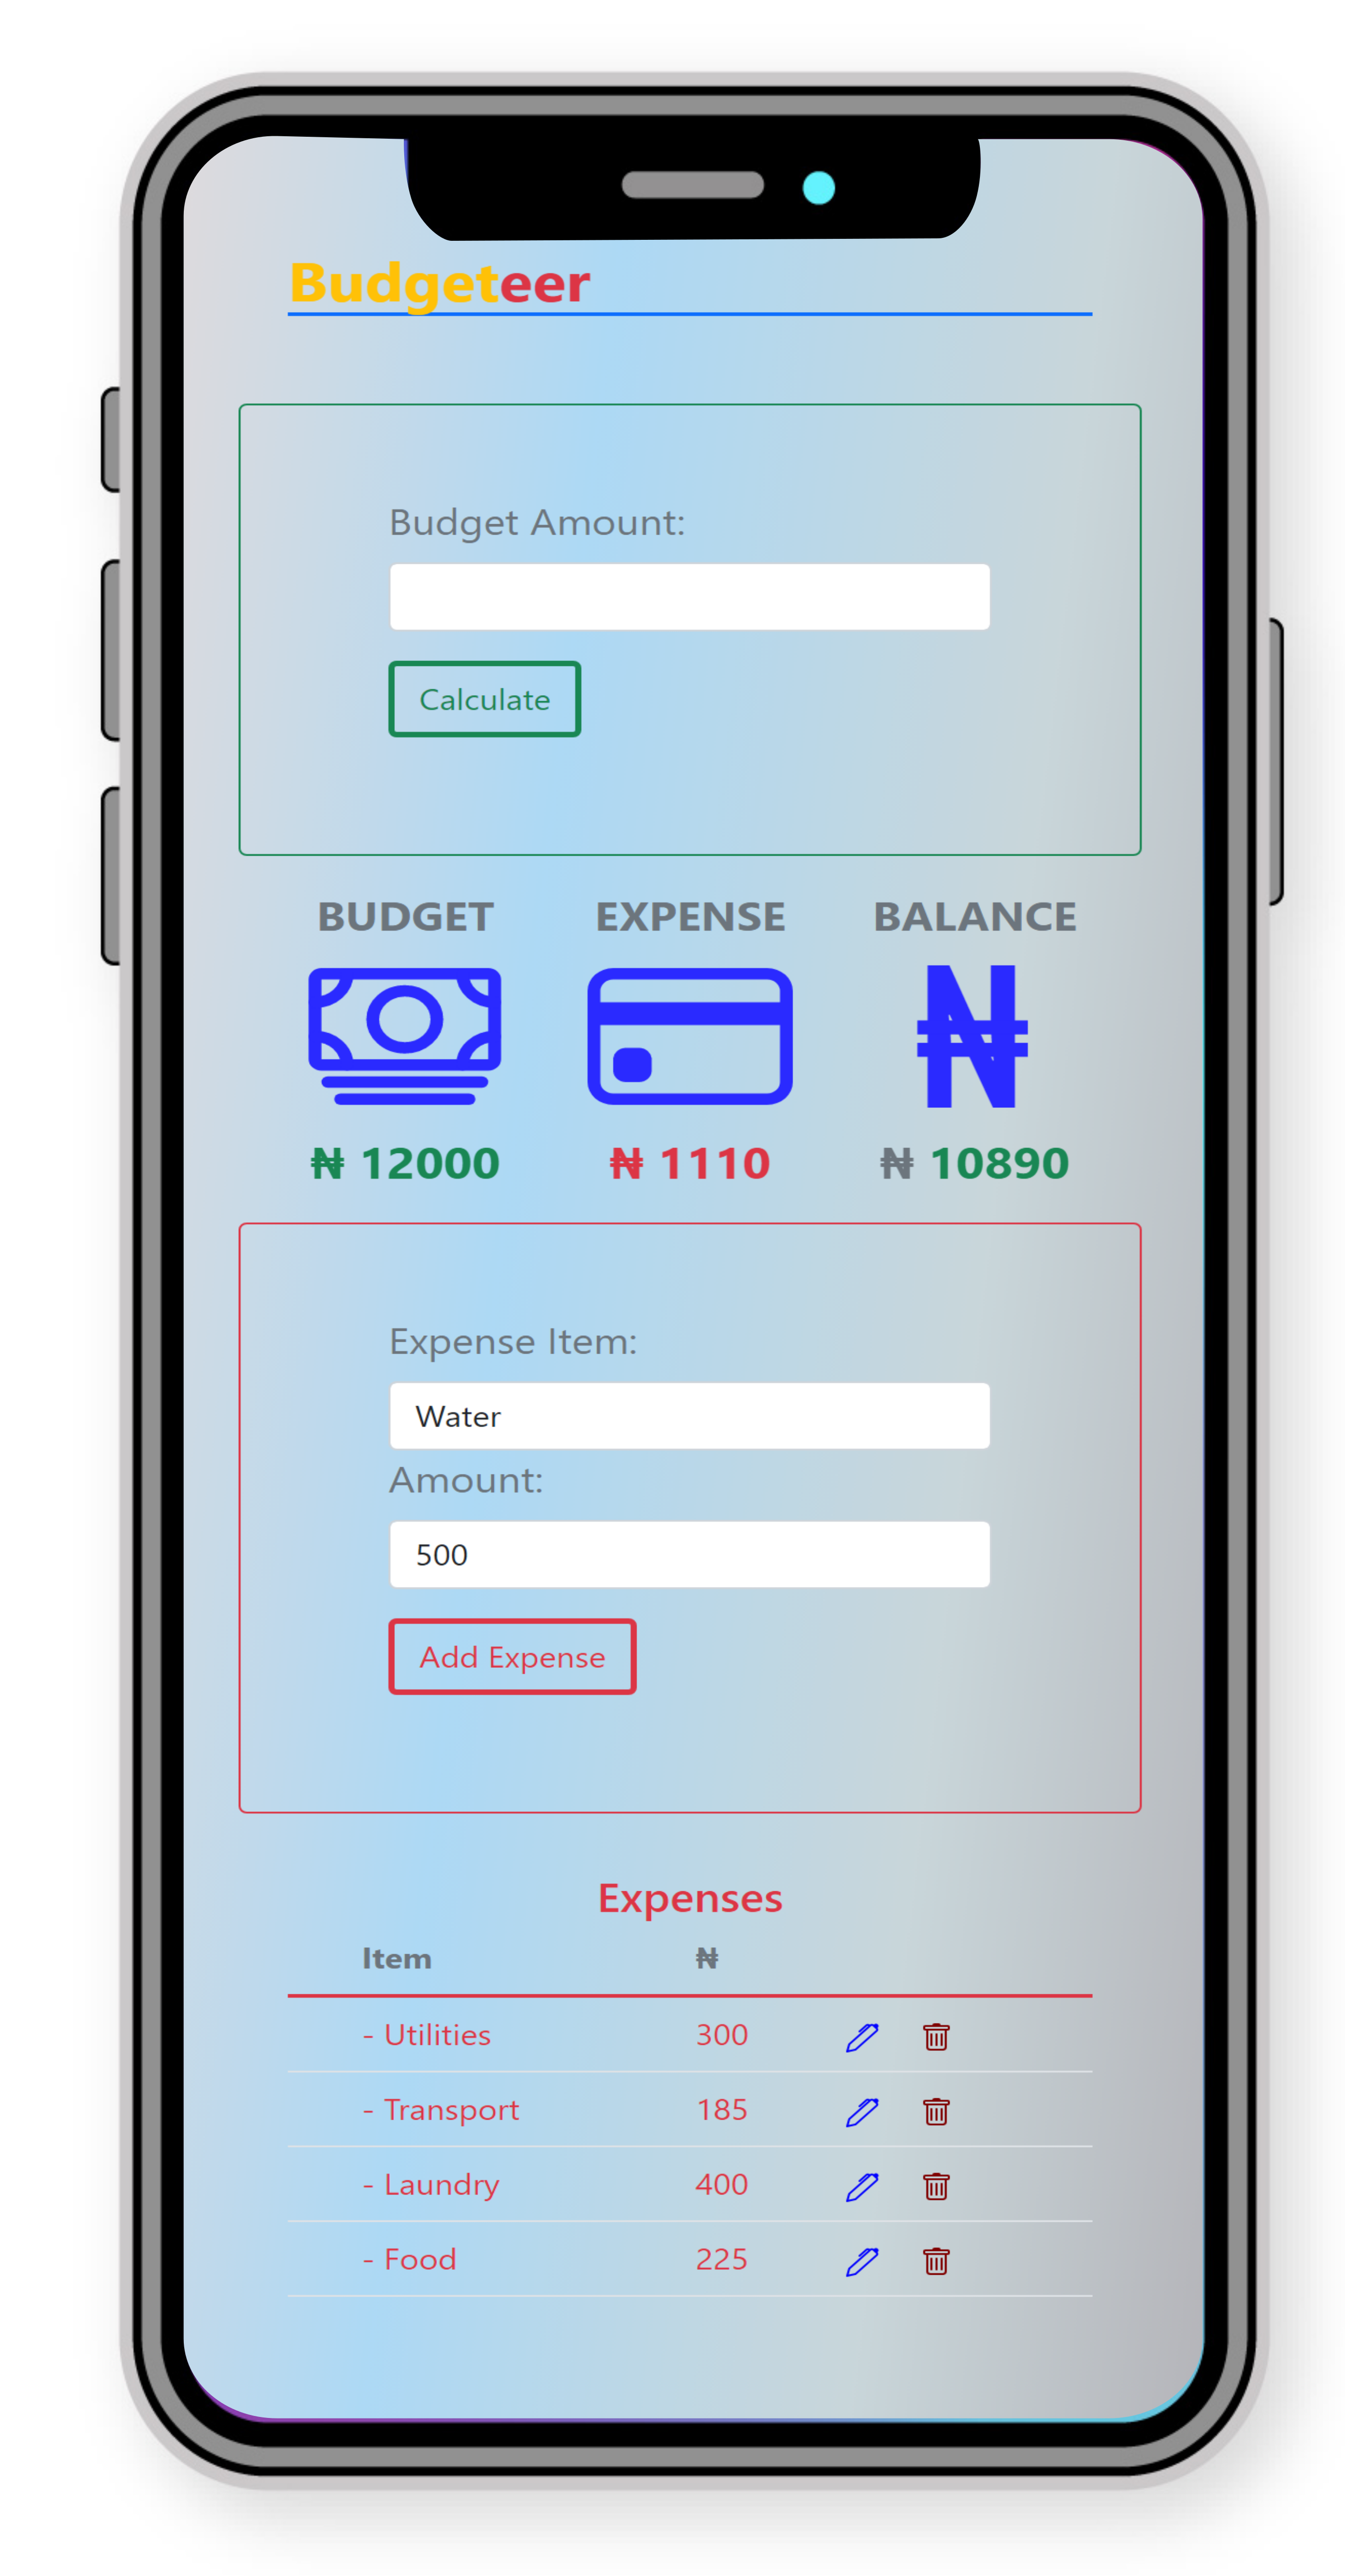 Budgeteer
Budget Amount:
Calculate
BUDGET EXPENSE BALANCE
₦
₦ 12000 ₦ 1110 ₦ 10890
Expense Item:
Water
Amount:
500
Add Expense
Expenses
Item ₦
- Utilities 300
- Transport 185
- Laundry 400
- Food 225